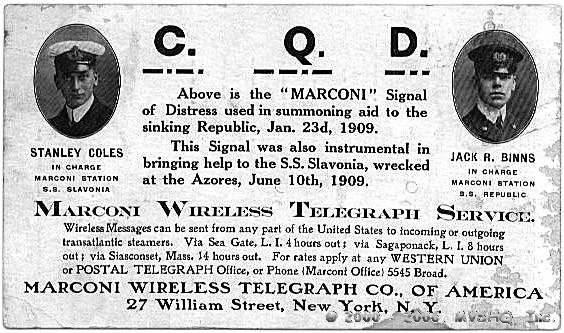 C. Q. D.
Above is the "MARCONI" Signal
of Distress used in summoning aid to the
sinking Republic, Jan. 23d, 1909.
This Signal was also instrumental in
bringing help to the S.S. Slavonia, wrecked
at the Azores, June 10th, 1909.
STANLEY COLES
IN CHARGE
MARCONI STATION
S.S. SLAVONIA
JACK R. BINNS
IN CHARGE
MARCONI STATION
S.S. REPUBLIC
MARCONI WIRELESS TELEGRAPH SERVICE.
Wireless Messages can be sent from any part of the United States to incoming or outgoing
transatlantic steamers. Via Sea Gate, L. I. 4 hours out; via Sagaponack, L. I. 8 hours
out; via Siasconset, Mass. 14 hours out. For rates apply at any WESTERN UNION
or POSTAL TELEGRAPH Office, or Phone (Marconi Office) 5545 Broad.
MARCONI WIRELESS TELEGRAPH CO., OF AMERICA
27 William Street, New York, N. Y.
Inc.